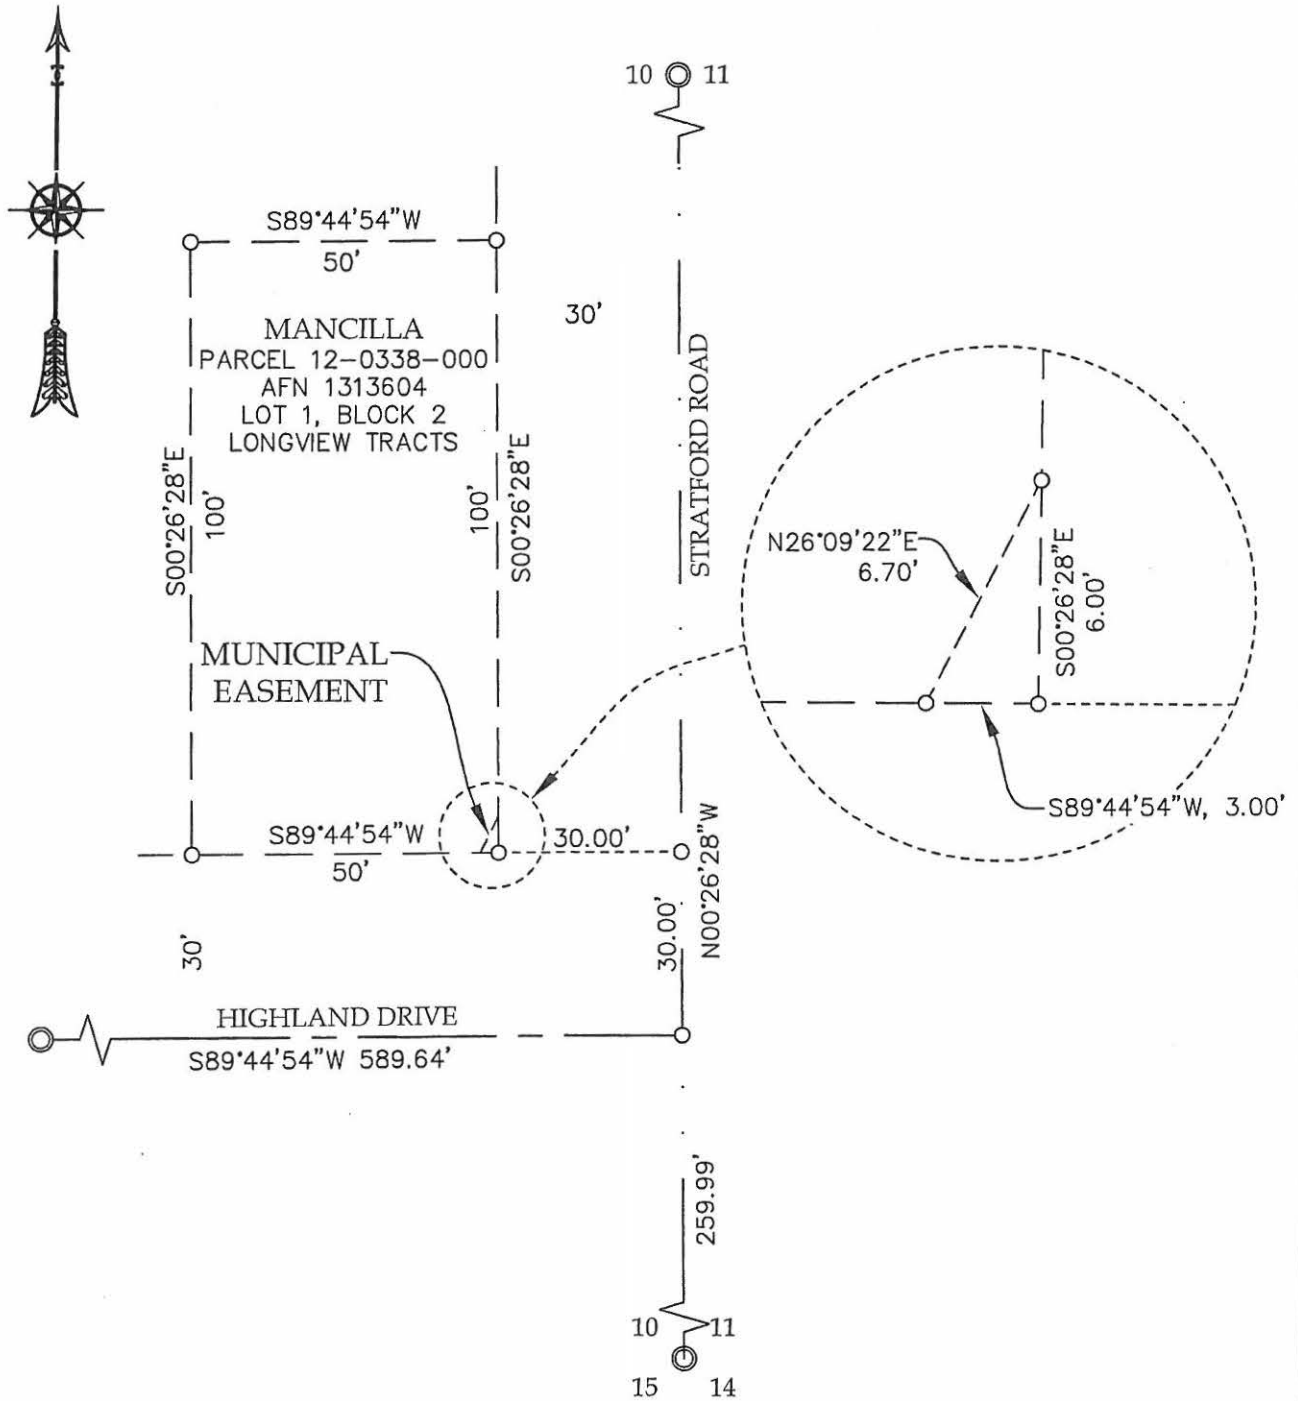 10 11
S89°44'54"W
50'
30'
MANCILLA
PARCEL 12-0338-000
AFN 1313604
LOT 1, BLOCK 2
LONGVIEW TRACTS
S00°26'28"E
100'
100'
S00°26'28"E
STRATFORD ROAD
N26°09'22"E
6.70'
S00°26'28"E
6.00'
MUNICIPAL
EASEMENT
S89°44'54"W, 3.00'
S89°44'54"W
50'
30.00'
N00°26'28"W
30.00'
30'
HIGHLAND DRIVE
S89°44'54"W 589.64'
259.99'
10 11
15 14